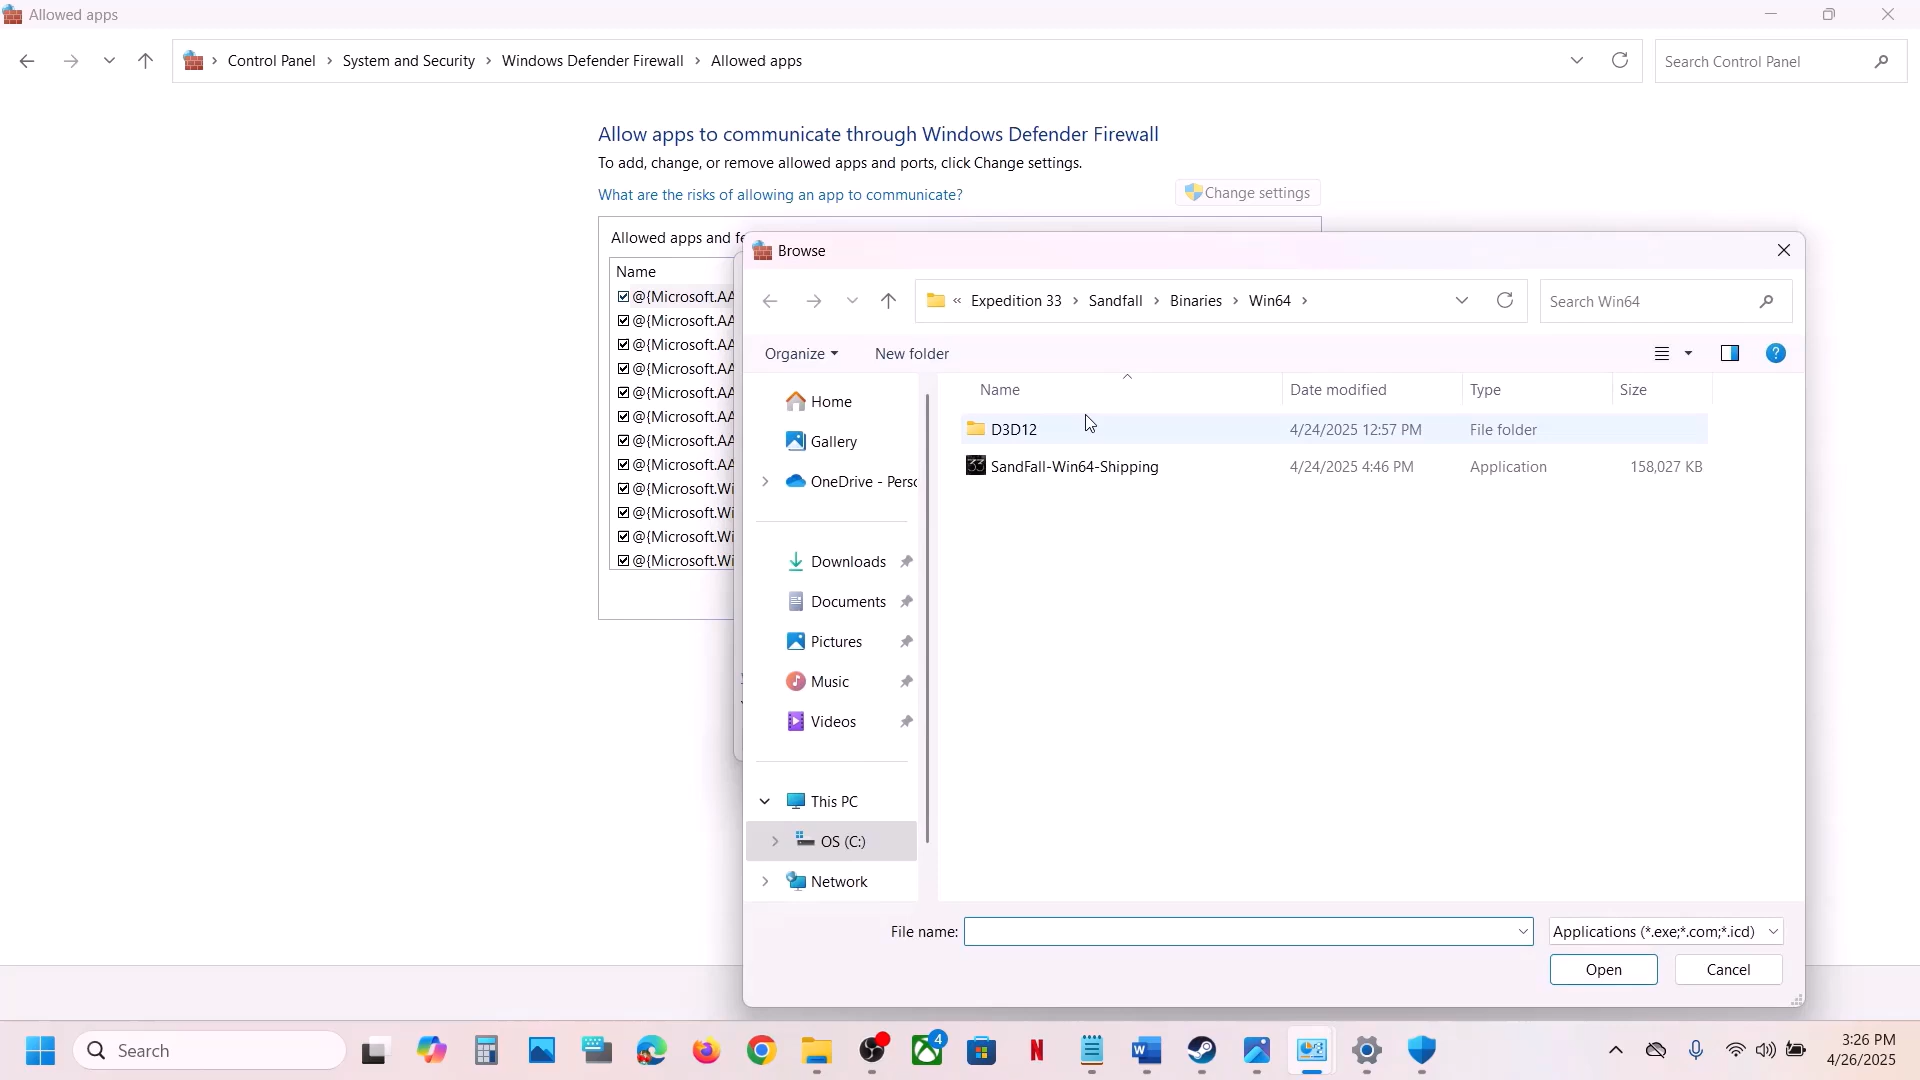 Allowed apps
Control Panel > System and Security > Windows Defender Firewall > Allowed apps
Search Control Panel
Allow apps to communicate through Windows Defender Firewall
To add, change, or remove allowed apps and ports, click Change settings.
What are the risks of allowing an app to communicate?
Change settings
Allowed apps and fe
Name
@{Microsoft.AA
@{Microsoft.AA
@{Microsoft.AA
@{Microsoft.AA
@{Microsoft.AA
@{Microsoft.AA
@{Microsoft.AA
@{Microsoft.AA
@{Microsoft.Wi
@{Microsoft.Wi
@{Microsoft.Wi
@{Microsoft.Wi
Browse
« Expedition 33 > Sandfall > Binaries > Win64 >
Search Win64
Organize
New folder
Home
Gallery
OneDrive - Perso
Downloads
Documents
Pictures
Music
Videos
This PC
OS (C:)
Network
Name Date modified Type Size
D3D12 4/24/2025 12:57 PM File folder
SandFall-Win64-Shipping 4/24/2025 4:46 PM Application 158,027 KB
File name:
Applications (*.exe;*.com;*.icd)
Open
Cancel
Search
4
3:26 PM
4/26/2025